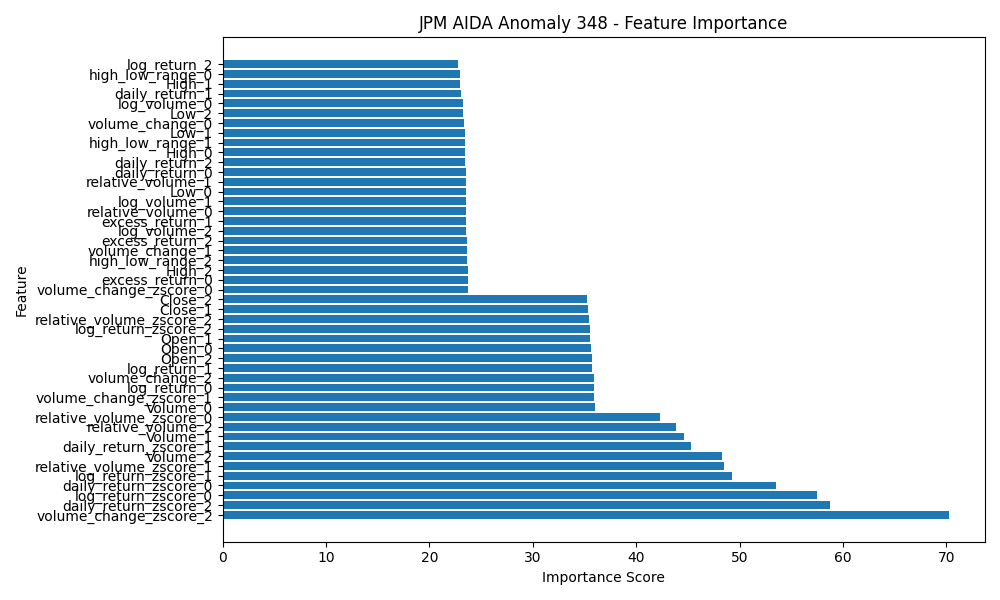 JPM AIDA Anomaly 348 - Feature Importance
log_return_2
high_low_range_0
High_1
daily_return_1
log_volume_0
Low_2
volume_change_0
Low_1
high_low_range_1
High_0
daily_return_2
daily_return_0
relative_volume_1
Low_0
log_volume_1
relative_volume_0
excess_return_1
log_volume_2
excess_return_2
volume_change_1
high_low_range_2
High_2
excess_return_0
volume_change_zscore_0
Close_2
Close_1
relative_volume_zscore_2
log_return_zscore_2
Open_1
Open_0
Open_2
log_return_1
volume_change_2
log_return_0
volume_change_zscore_1
Volume_0
relative_volume_zscore_0
relative_volume_2
Volume_1
daily_return_zscore_1
Volume_2
relative_volume_zscore_1
log_return_zscore_1
daily_return_zscore_0
log_return_zscore_0
daily_return_zscore_2
volume_change_zscore_2
Feature
0 10 20 30 40 50 60 70
Importance Score